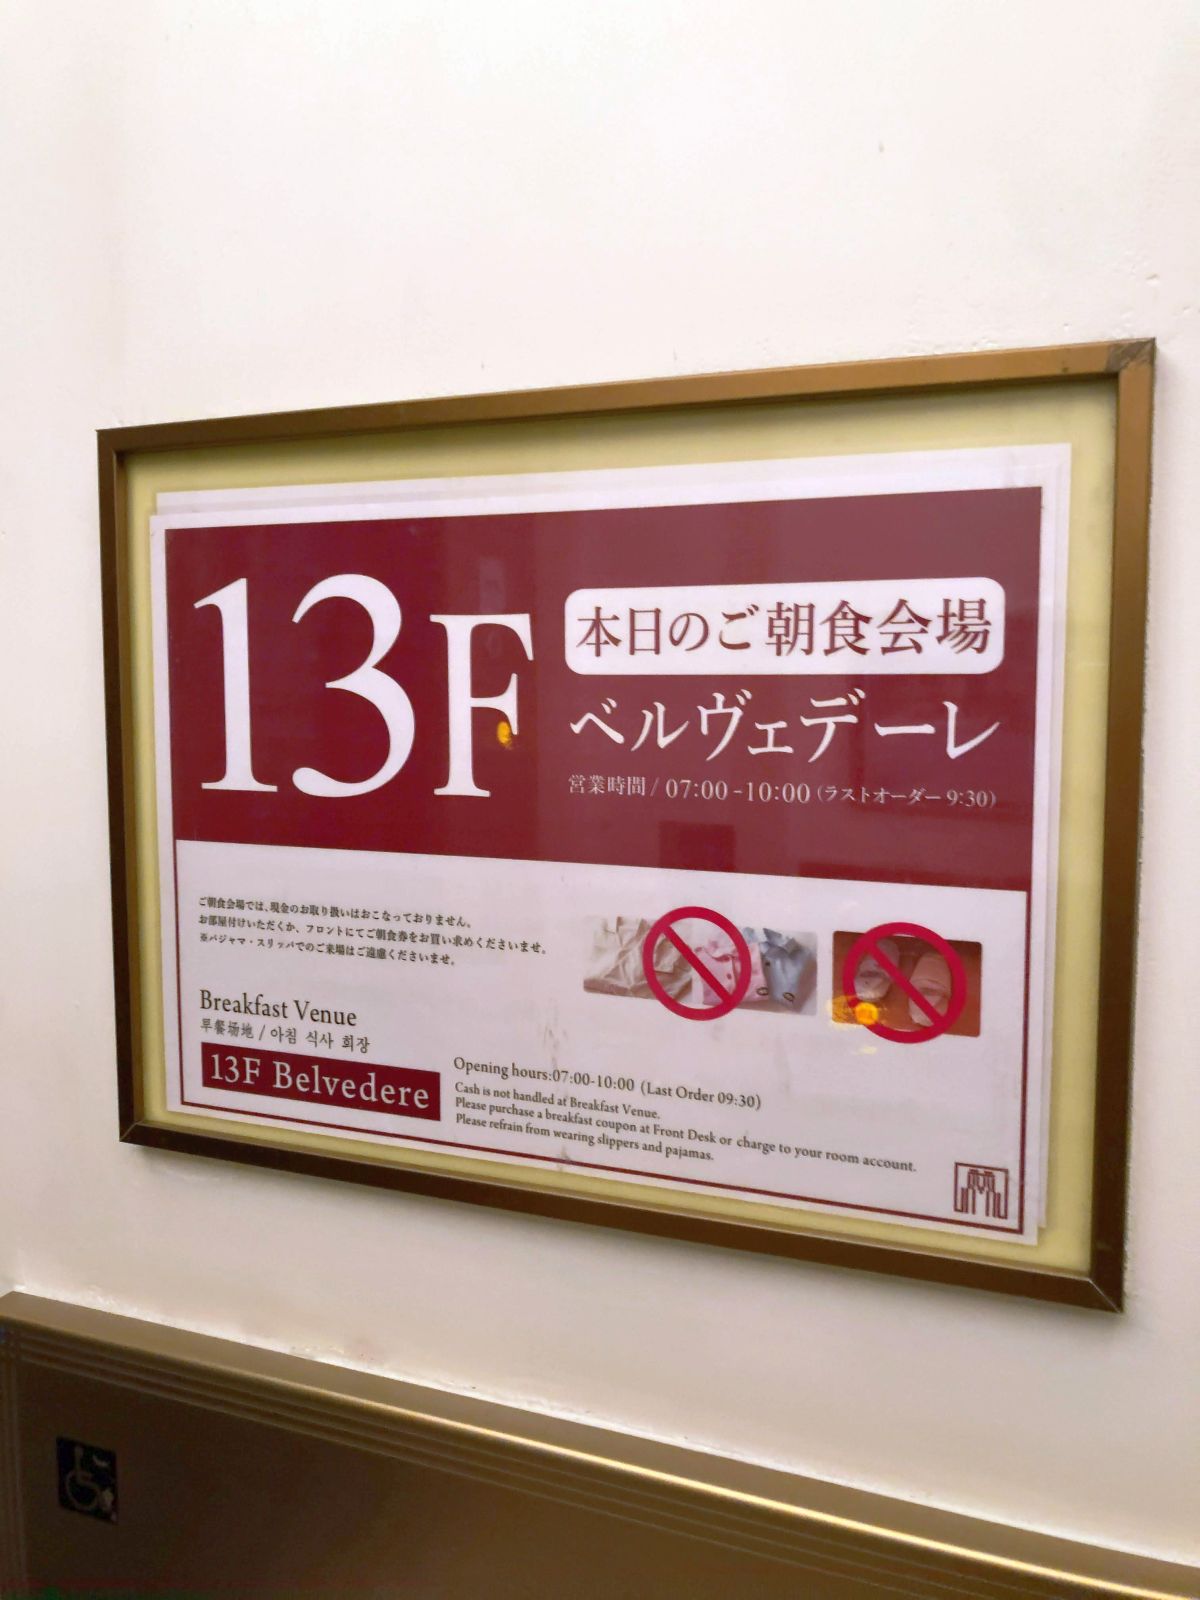 13F
本日のご朝食会場
ベルヴェデーレ
営業時間 / 07:00 -10:00 (ラストオーダー 9:30)
ご朝食会場では、現金のお取り扱いはおこなっておりません。
お部屋付けいただくか、フロントにてご朝食券をお買い求めくださいませ。
※パジャマ・スリッパでのご来場はご遠慮くださいませ。
Breakfast Venue
早餐场地 / 아침 식사 회장
13F Belvedere
Opening hours:07:00-10:00 (Last Order 09:30)
Cash is not handled at Breakfast Venue.
Please purchase a breakfast coupon at Front Desk or charge to your room account.
Please refrain from wearing slippers and pajamas.